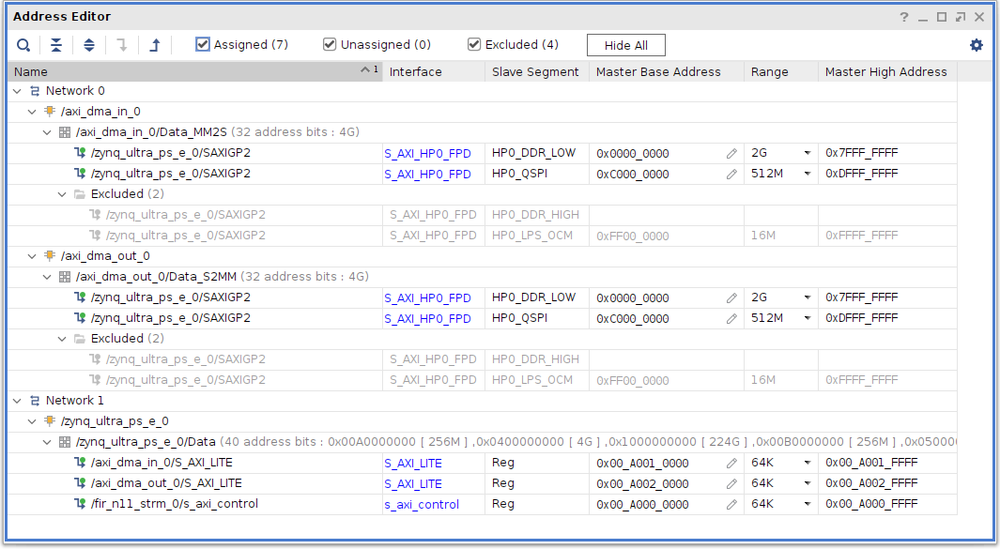 Address Editor
Assigned (7) Unassigned (0) Excluded (4) Hide All
Name 1 Interface Slave Segment Master Base Address Range Master High Address
Network 0
/axi_dma_in_0
/axi_dma_in_0/Data_MM2S (32 address bits : 4G)
/zynq_ultra_ps_e_0/SAXIGP2 S_AXI_HP0_FPD HP0_DDR_LOW 0x0000_0000 2G 0x7FFF_FFFF
/zynq_ultra_ps_e_0/SAXIGP2 S_AXI_HP0_FPD HP0_QSPI 0xC000_0000 512M 0xDFFF_FFFF
Excluded (2)
/zynq_ultra_ps_e_0/SAXIGP2 S_AXI_HP0_FPD HP0_DDR_HIGH
/zynq_ultra_ps_e_0/SAXIGP2 S_AXI_HP0_FPD HP0_LPS_OCM 0xFF00_0000 16M 0xFFFF_FFFF
/axi_dma_out_0
/axi_dma_out_0/Data_S2MM (32 address bits : 4G)
/zynq_ultra_ps_e_0/SAXIGP2 S_AXI_HP0_FPD HP0_DDR_LOW 0x0000_0000 2G 0x7FFF_FFFF
/zynq_ultra_ps_e_0/SAXIGP2 S_AXI_HP0_FPD HP0_QSPI 0xC000_0000 512M 0xDFFF_FFFF
Excluded (2)
/zynq_ultra_ps_e_0/SAXIGP2 S_AXI_HP0_FPD HP0_DDR_HIGH
/zynq_ultra_ps_e_0/SAXIGP2 S_AXI_HP0_FPD HP0_LPS_OCM 0xFF00_0000 16M 0xFFFF_FFFF
Network 1
/zynq_ultra_ps_e_0
/zynq_ultra_ps_e_0/Data (40 address bits : 0x00A0000000 [ 256M ] ,0x0400000000 [ 4G ] ,0x1000000000 [ 224G ] ,0x00B0000000 [ 256M ] ,0x05000
/axi_dma_in_0/S_AXI_LITE S_AXI_LITE Reg 0x00_A001_0000 64K 0x00_A001_FFFF
/axi_dma_out_0/S_AXI_LITE S_AXI_LITE Reg 0x00_A002_0000 64K 0x00_A002_FFFF
/fir_n11_strm_0/s_axi_control s_axi_control Reg 0x00_A000_0000 64K 0x00_A000_FFFF